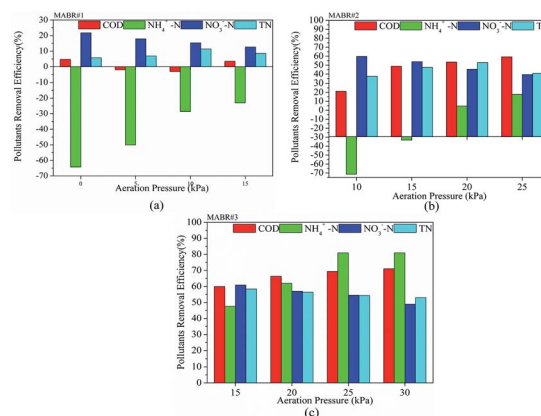 MABR#1
COD NH₄⁺-N NO₃⁻-N TN
Pollutants Removal Efficiency(%)
30
20
10
0
-10
-20
-30
-40
-50
-60
-70
0 5 10 15
Aeration Pressure (kPa)
(a)
MABR#2
COD NH₄⁺-N NO₃⁻-N TN
Pollutants Removal Efficiency(%)
100
90
80
70
60
50
40
30
20
10
0
-10
-20
-30
-70
10 15 20 25
Aeration Pressure (kPa)
(b)
MABR#3
COD NH₄⁺-N NO₃⁻-N TN
Pollutants Removal Efficiency(%)
100
90
80
70
60
50
40
30
20
10
0
15 20 25 30
Aeration Pressure (kPa)
(c)